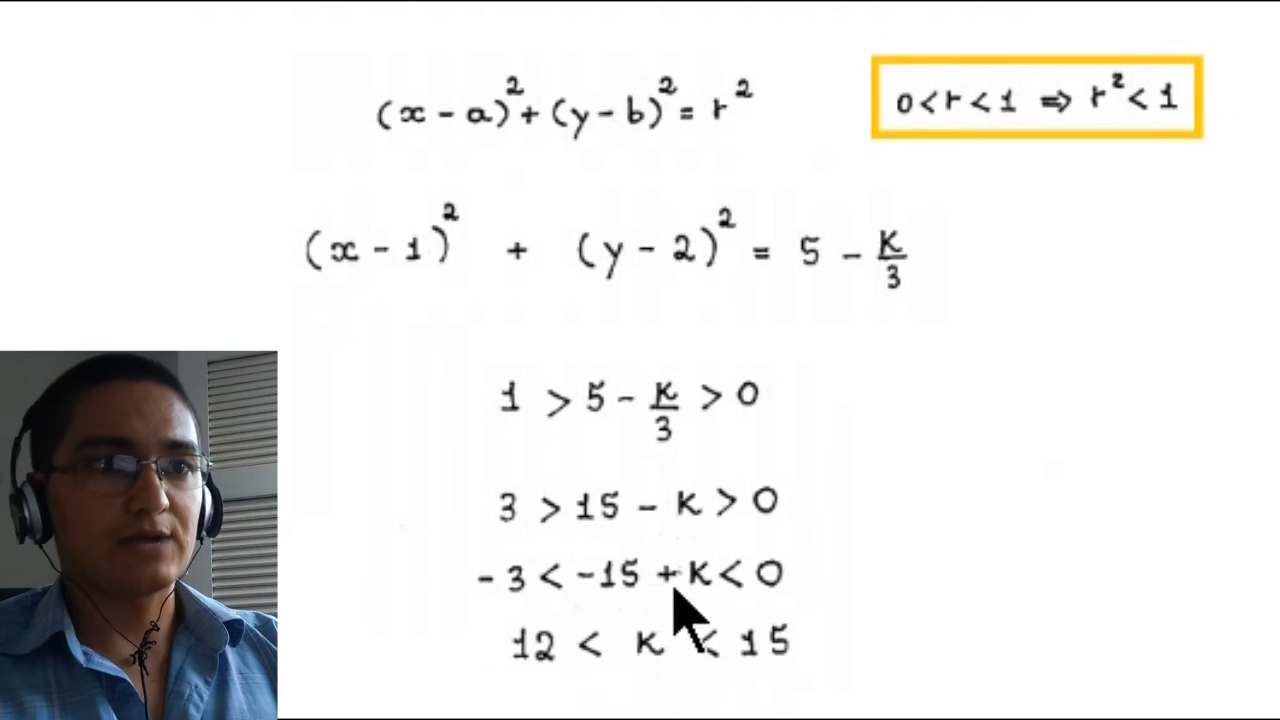 (x - a)² + (y - b)² = r²
0 < r < 1 ⇒ r² < 1
(x - 1)² + (y - 2)² = 5 - K/3
1 > 5 - K/3 > 0
3 > 15 - K > 0
- 3 < -15 + K < 0
12 < K < 15